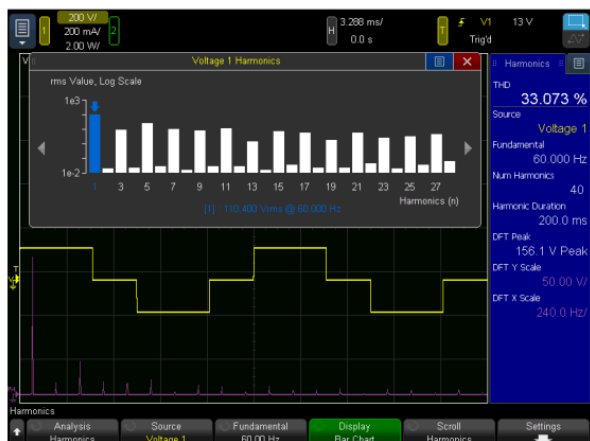 1 200 V/ 2 H 3.288 ms/ T V1 13 V
200 mA/ 0.0 s Trig'd
2.00 W/
Voltage 1 Harmonics
rms Value, Log Scale
1e3
1e-2
1 3 5 7 9 11 13 15 17 19 21 23 25 27
Harmonics (n)
[1] : 110.400 Vrms @ 60.000 Hz
Harmonics
THD
33.073 %
Source
Voltage 1
Fundamental
60.000 Hz
Num Harmonics
40
Harmonic Duration
200.0 ms
DFT Peak
156.1 V Peak
DFT Y Scale
50.00 V/
DFT X Scale
240.0 Hz/
Harmonics
Analysis Source Fundamental Display Scroll Settings
Harmonics Voltage 1 60.00 Hz Bar Chart Harmonics